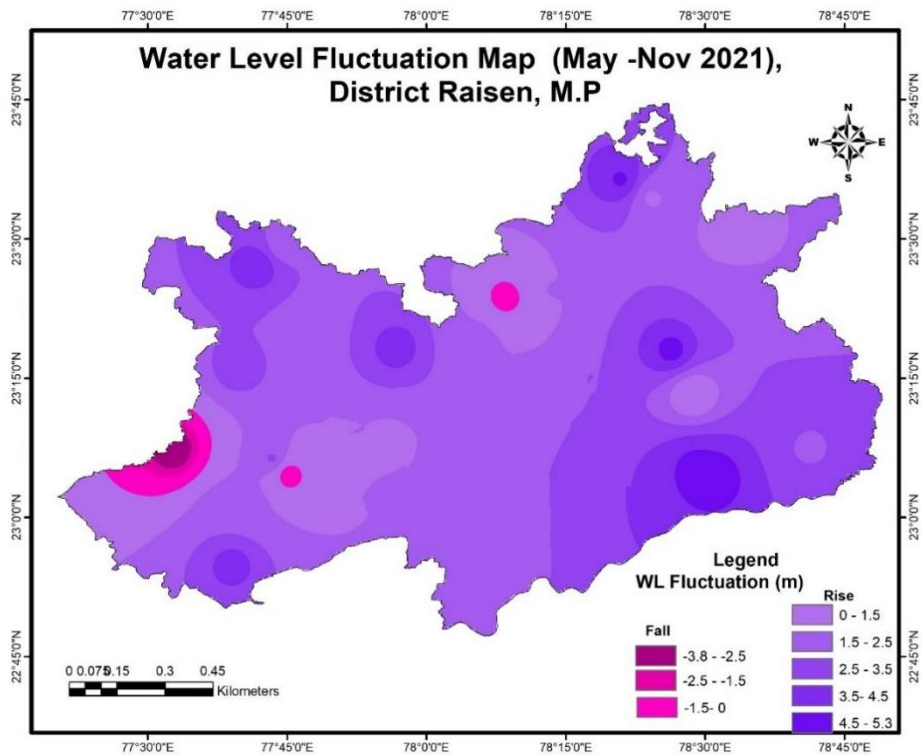 77°30'0"E 77°45'0"E 78°0'0"E 78°15'0"E 78°30'0"E 78°45'0"E
Water Level Fluctuation Map (May -Nov 2021),
District Raisen, M.P
N
W E
S
23°45'0"N 23°45'0"N
23°30'0"N 23°30'0"N
23°15'0"N 23°15'0"N
23°0'0"N 23°0'0"N
22°45'0"N 22°45'0"N
Legend
WL Fluctuation (m)
Fall
-3.8 - -2.5
-2.5 - -1.5
-1.5- 0
Rise
0 - 1.5
1.5 - 2.5
2.5 - 3.5
3.5- 4.5
4.5 - 5.3
0 0.075 0.15 0.3 0.45
Kilometers
77°30'0"E 77°45'0"E 78°0'0"E 78°15'0"E 78°30'0"E 78°45'0"E